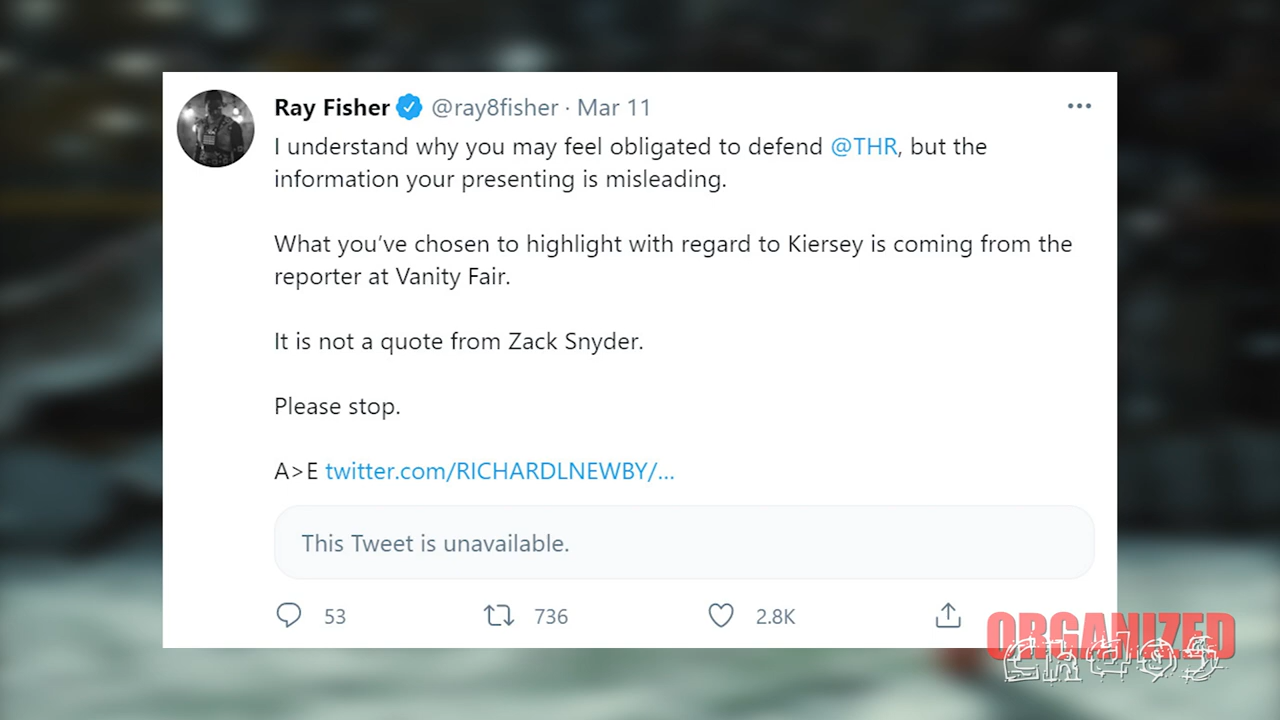 Ray Fisher @ray8fisher · Mar 11
I understand why you may feel obligated to defend @THR, but the
information your presenting is misleading.
What you've chosen to highlight with regard to Kiersey is coming from the
reporter at Vanity Fair.
It is not a quote from Zack Snyder.
Please stop.
A>E twitter.com/RICHARDLNEWBY/...
This Tweet is unavailable.
53 736 2.8K
ORGANIZED
CHAOS